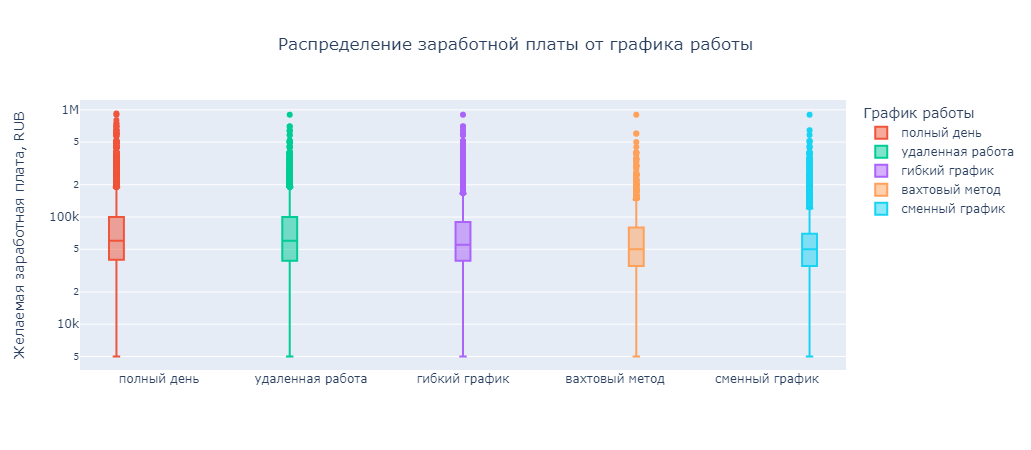 Распределение заработной платы от графика работы
Желаемая заработная плата, RUB
1M
5
2
100k
5
2
10k
5
полный день
удаленная работа
гибкий график
вахтовый метод
сменный график
График работы
полный день
удаленная работа
гибкий график
вахтовый метод
сменный график